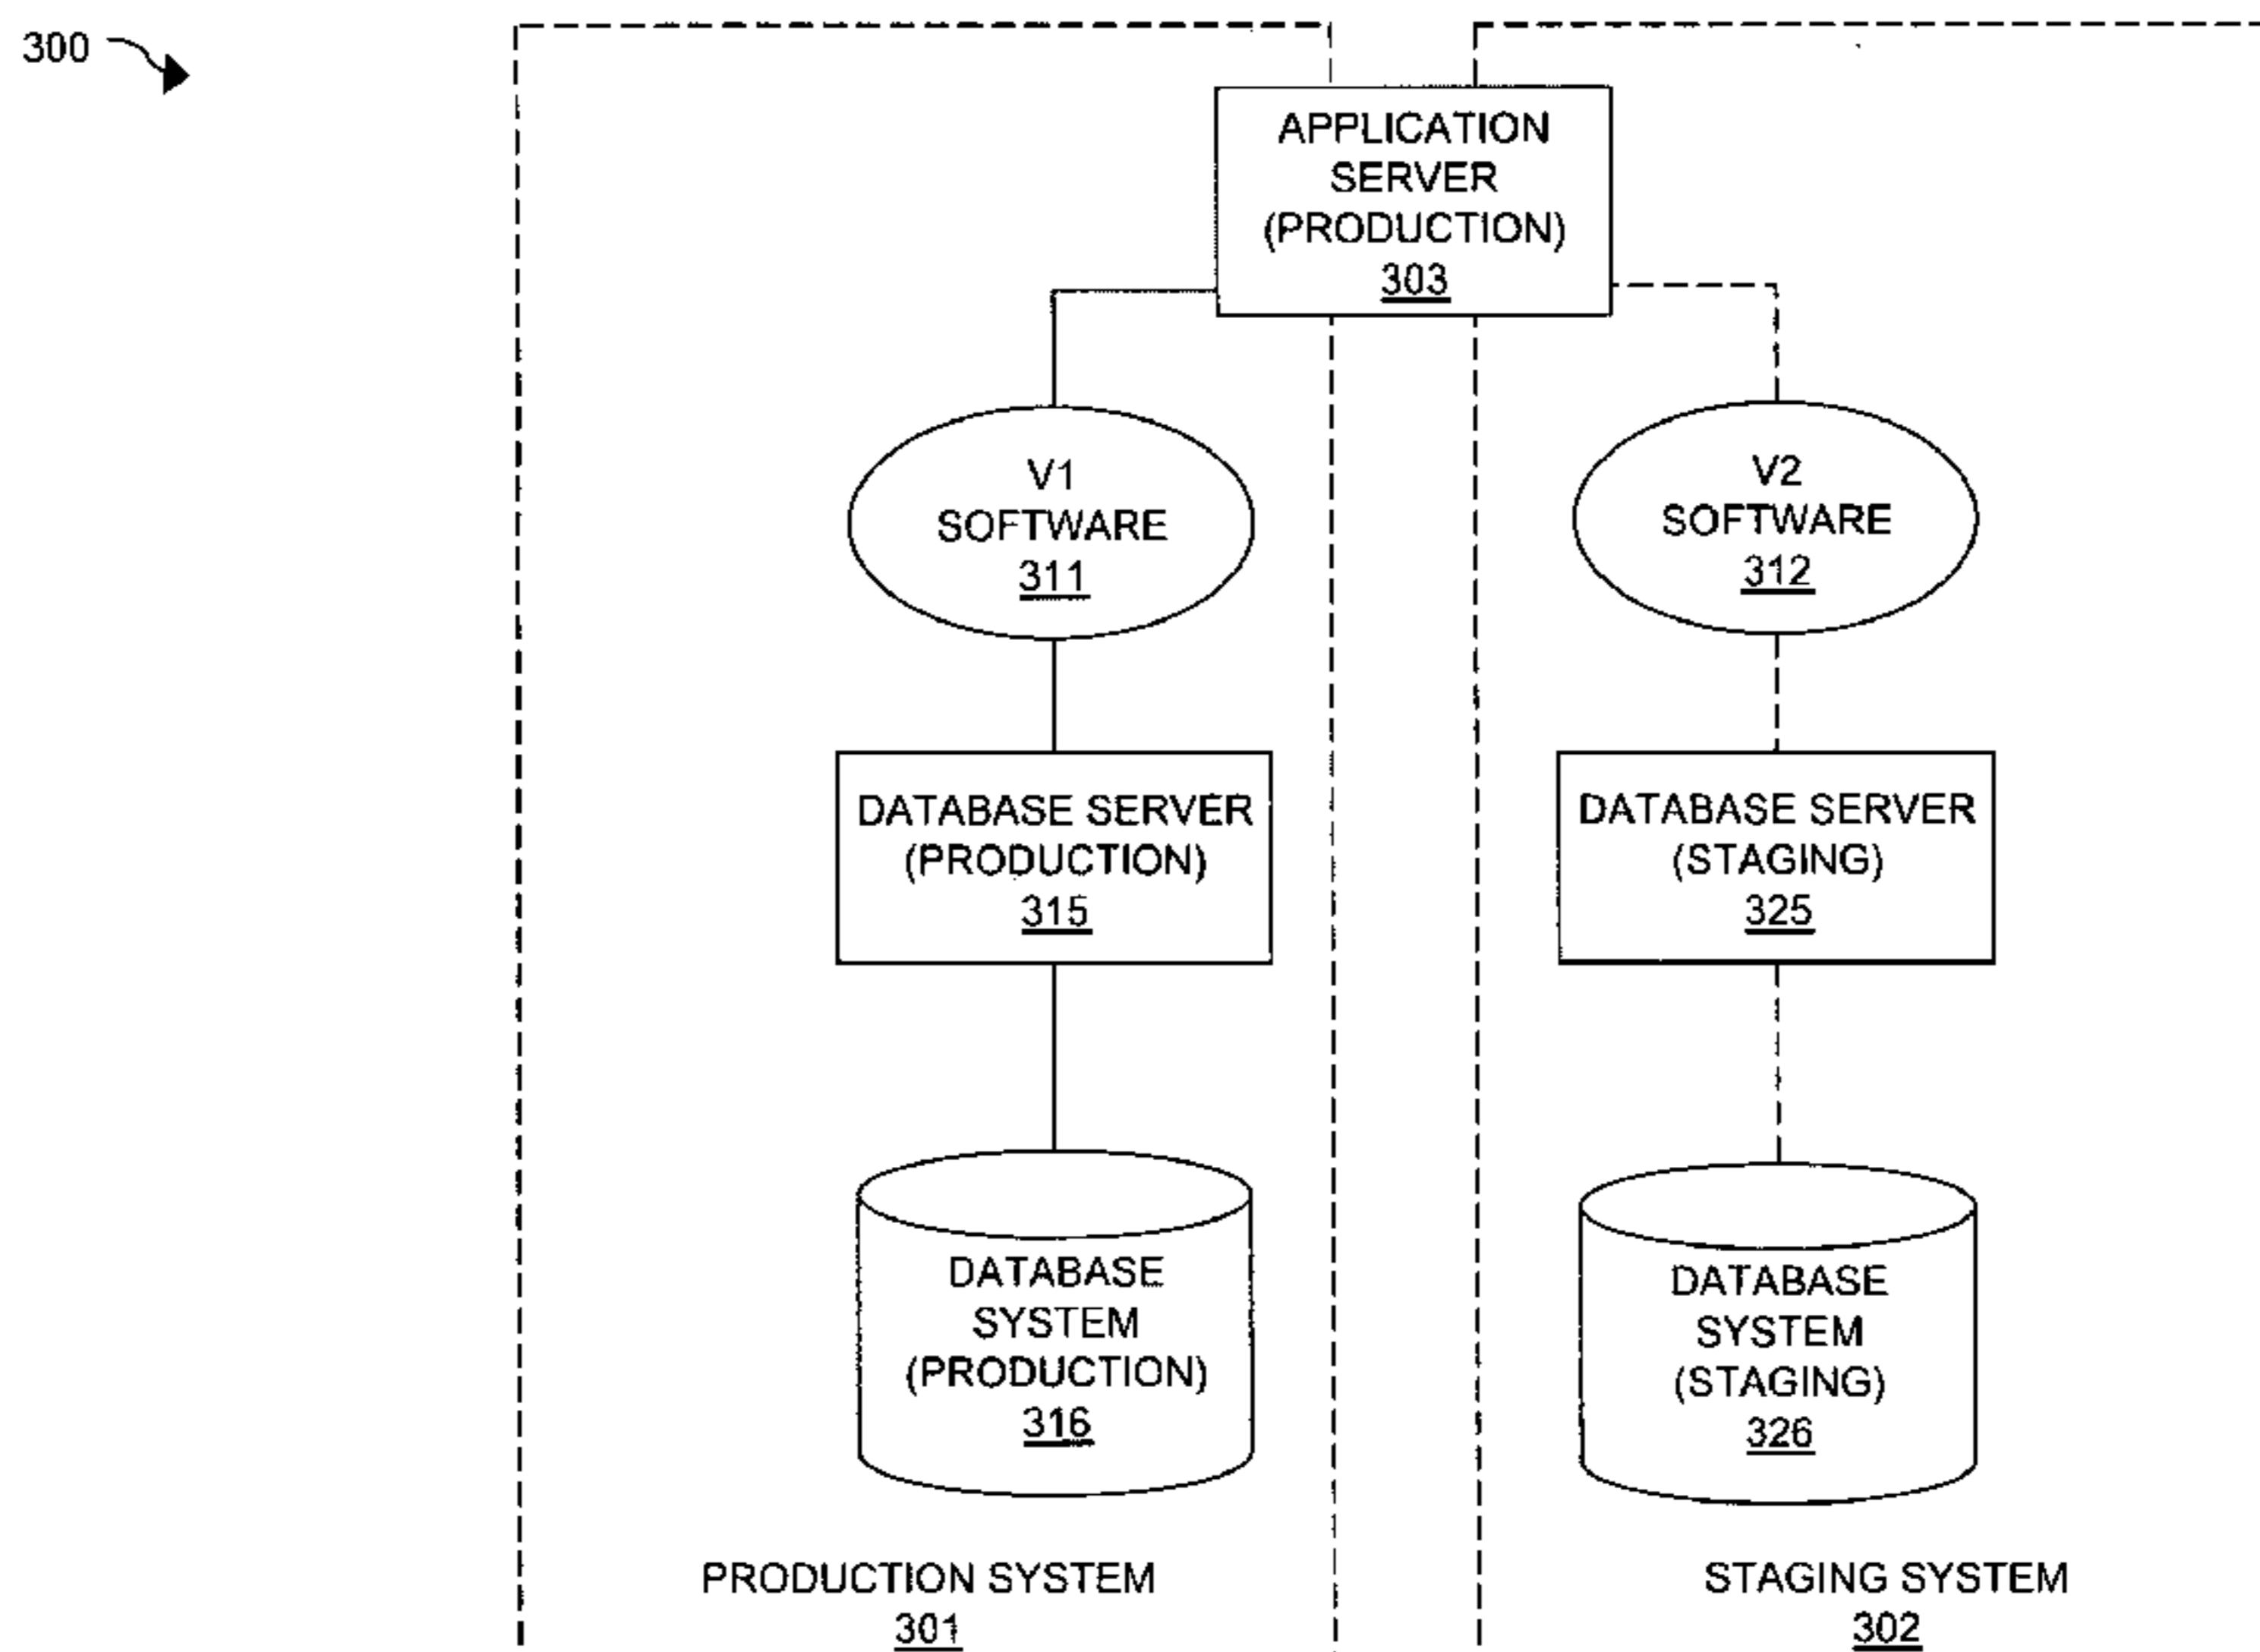 300
APPLICATION
SERVER
(PRODUCTION)
303
V1
SOFTWARE
311
V2
SOFTWARE
312
DATABASE SERVER
(PRODUCTION)
315
DATABASE SERVER
(STAGING)
325
DATABASE
SYSTEM
(PRODUCTION)
316
DATABASE
SYSTEM
(STAGING)
326
PRODUCTION SYSTEM
301
STAGING SYSTEM
302